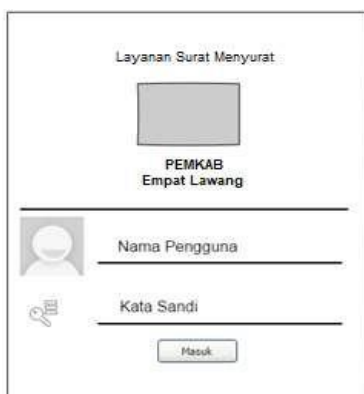 Layanan Surat Menyurat
PEMKAB
Empat Lawang
Nama Pengguna
Kata Sandi
Masuk